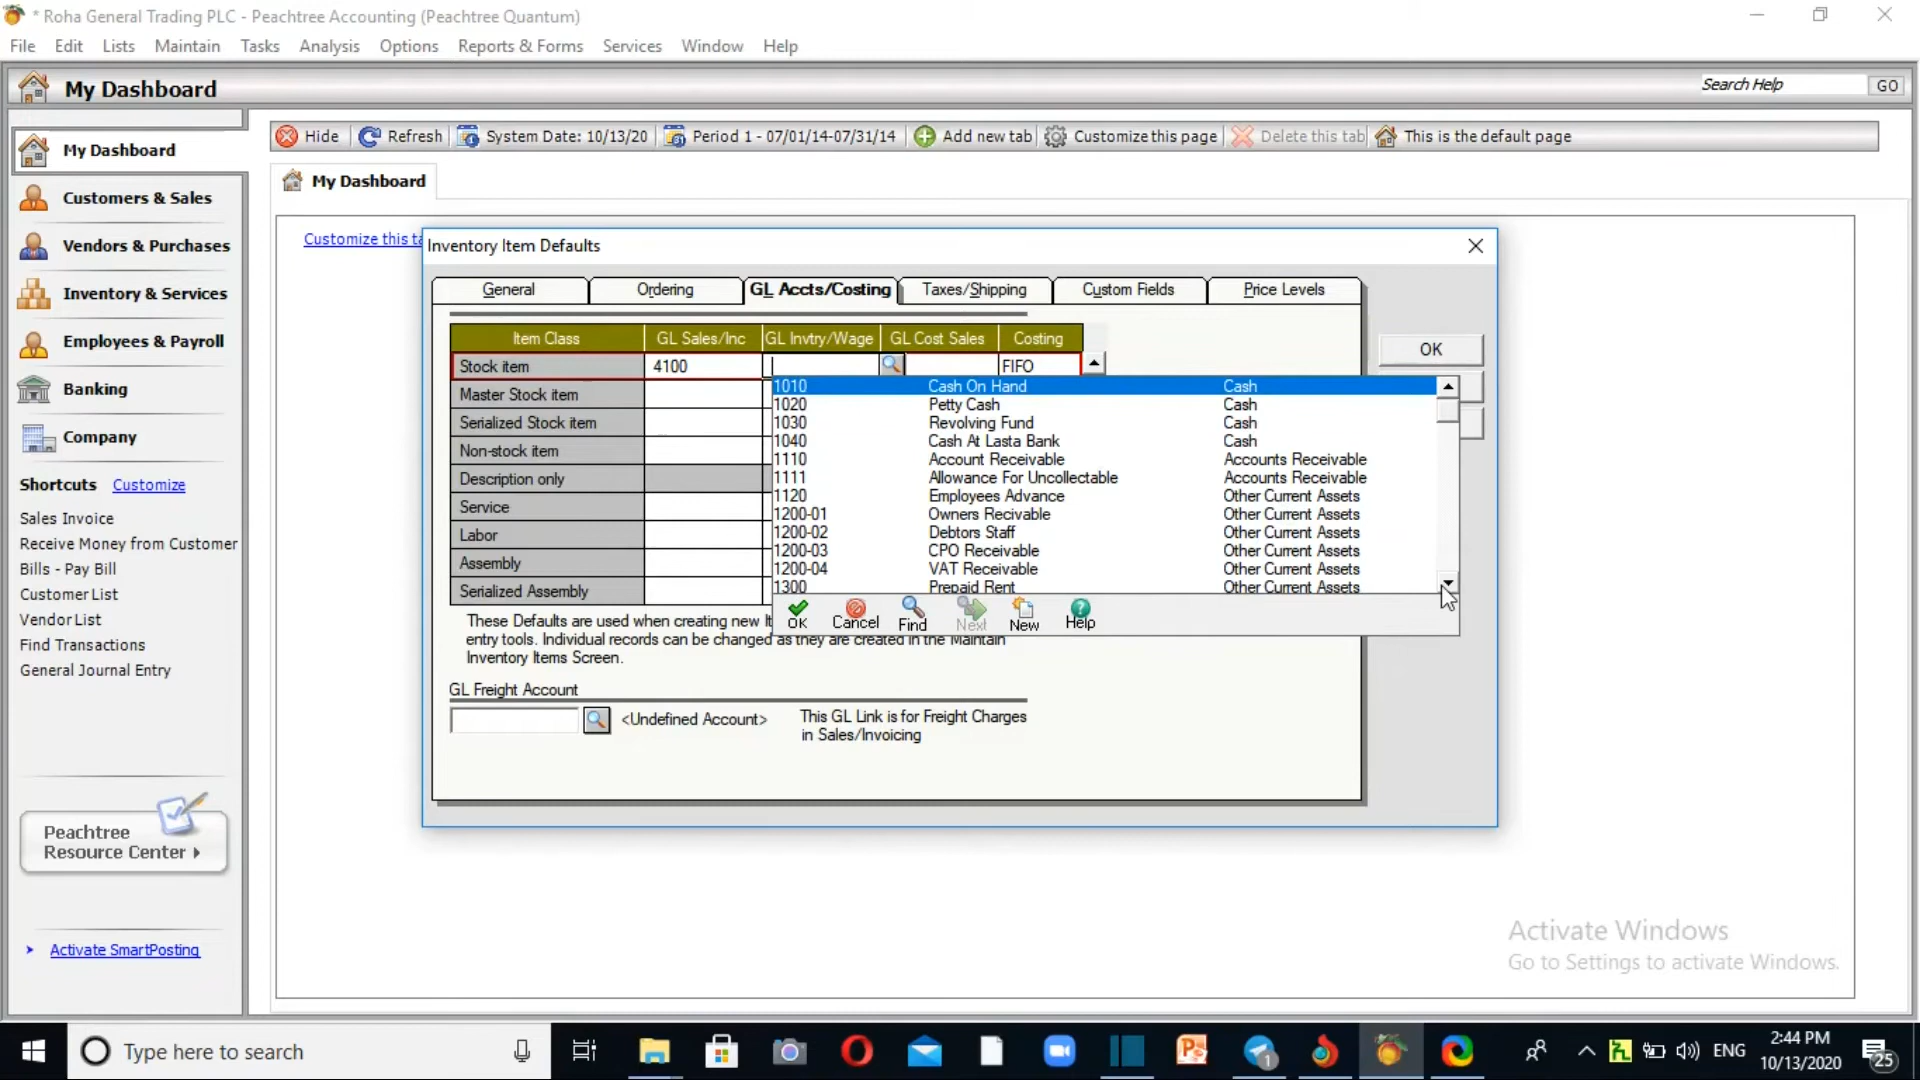 * Roha General Trading PLC - Peachtree Accounting (Peachtree Quantum)
File Edit Lists Maintain Tasks Analysis Options Reports & Forms Services Window Help
My Dashboard
Search Help
GO
My Dashboard
Customers & Sales
Vendors & Purchases
Inventory & Services
Employees & Payroll
Banking
Company
Shortcuts Customize
Sales Invoice
Receive Money from Customer
Bills - Pay Bill
Customer List
Vendor List
Find Transactions
General Journal Entry
Peachtree
Resource Center
Activate SmartPosting
Hide Refresh System Date: 10/13/20 Period 1 - 07/01/14-07/31/14 Add new tab Customize this page Delete this tab This is the default page
My Dashboard
Customize this ta
Inventory Item Defaults
General Ordering GL Accts/Costing Taxes/Shipping Custom Fields Price Levels
Item Class GL Sales/Inc GL Invtry/Wage GL Cost Sales Costing
Stock item 4100 FIFO
Master Stock item
Serialized Stock item
Non-stock item
Description only
Service
Labor
Assembly
Serialized Assembly
1010 Cash On Hand Cash
1020 Petty Cash Cash
1030 Revolving Fund Cash
1040 Cash At Lasta Bank Cash
1110 Account Receivable Accounts Receivable
1111 Allowance For Uncollectable Accounts Receivable
1120 Employees Advance Other Current Assets
1200-01 Owners Recivable Other Current Assets
1200-02 Debtors Staff Other Current Assets
1200-03 CPO Receivable Other Current Assets
1200-04 VAT Receivable Other Current Assets
1300 Prepaid Rent Other Current Assets
OK Cancel Find Next New Help
OK
These Defaults are used when creating new It
entry tools. Individual records can be changed as they are created in the Maintain
Inventory Items Screen.
GL Freight Account
<Undefined Account>
This GL Link is for Freight Charges
in Sales/Invoicing
Activate Windows
Go to Settings to activate Windows.
Type here to search
1
ENG
2:44 PM
10/13/2020
25